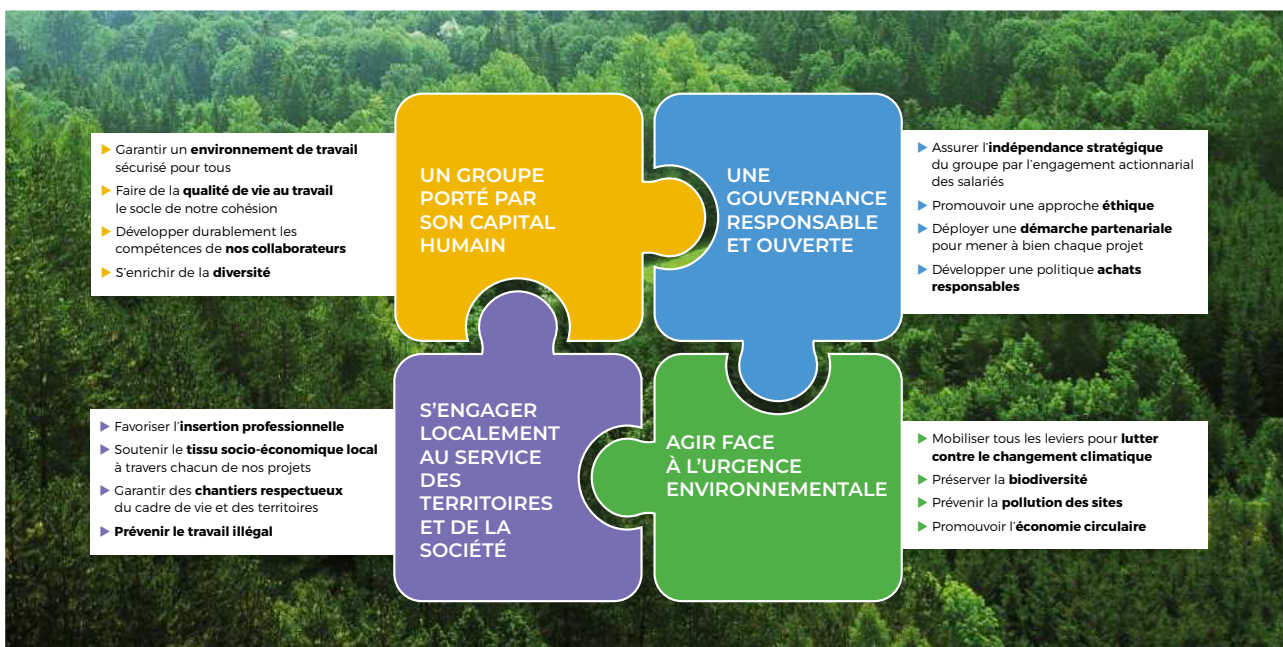 Garantir un environnement de travail
sécurisé pour tous
Faire de la qualité de vie au travail
le socle de notre cohésion
Développer durablement les
compétences de nos collaborateurs
S'enrichir de la diversité
UN GROUPE
PORTÉ PAR
SON CAPITAL
HUMAIN
UNE
GOUVERNANCE
RESPONSABLE
ET OUVERTE
Assurer l'indépendance stratégique
du groupe par l'engagement actionnarial
des salariés
Promouvoir une approche éthique
Déployer une démarche partenariale
pour mener à bien chaque projet
Développer une politique achats
responsables
Favoriser l'insertion professionnelle
Soutenir le tissu socio-économique local
à travers chacun de nos projets
Garantir des chantiers respectueux
du cadre de vie et des territoires
Prévenir le travail illégal
S'ENGAGER
LOCALEMENT
AU SERVICE
DES
TERRITOIRES
ET DE LA
SOCIÉTÉ
AGIR FACE
À L'URGENCE
ENVIRONNEMENTALE
Mobiliser tous les leviers pour lutter
contre le changement climatique
Préserver la biodiversité
Prévenir la pollution des sites
Promouvoir l'économie circulaire